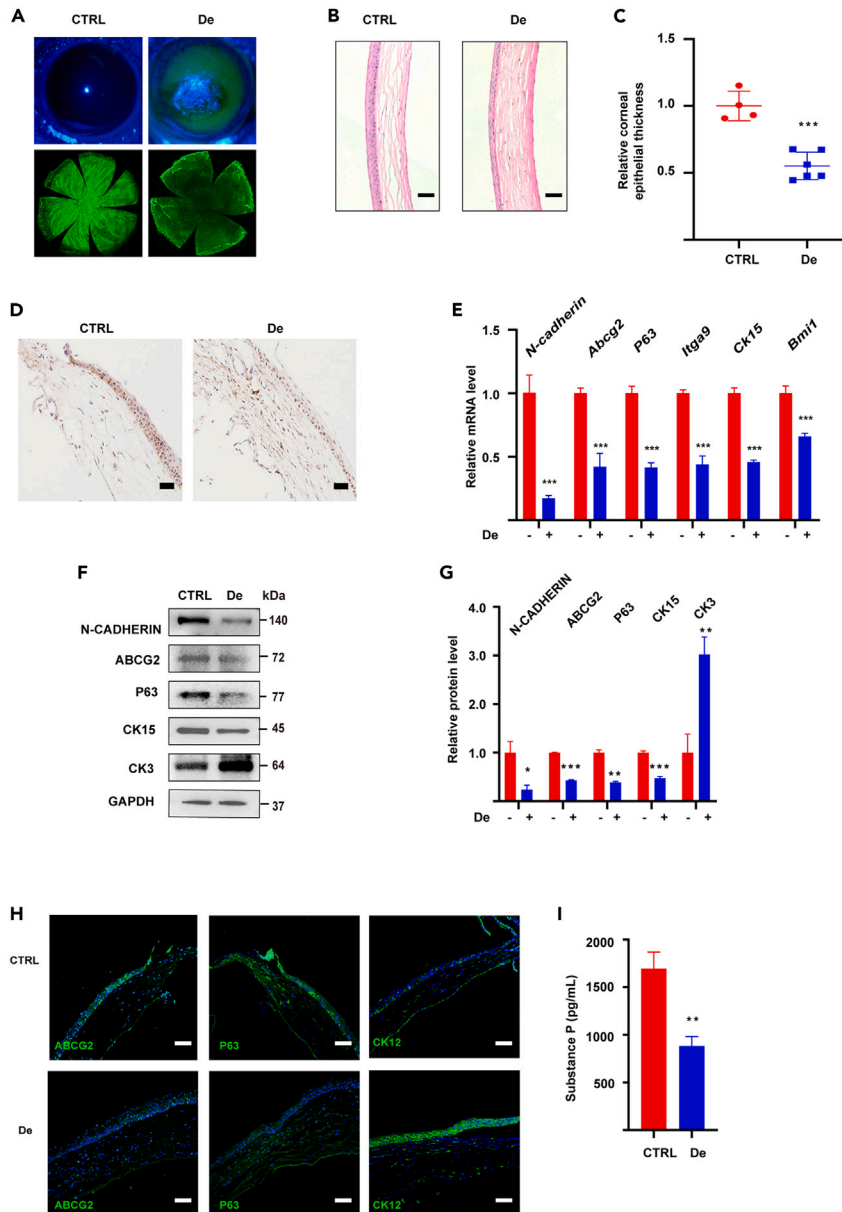 A
CTRL
De
B
CTRL
De
C
Relative corneal
epithelial thickness
1.5
1.0
0.5
0
***
CTRL
De
D
CTRL
De
E
Relative mRNA level
1.5
1.0
0.5
0
N-cadherin
Abcg2
P63
Itga9
Ck15
Bmi1
***
***
***
***
***
***
De
- + - + - + - + - + - +
F
CTRL De kDa
N-CADHERIN 140
ABCG2 72
P63 77
CK15 45
CK3 64
GAPDH 37
G
Relative protein level
4.0
3.0
2.0
1.0
0
N-CADHERIN
ABCG2
P63
CK15
CK3
*
***
**
***
**
De
- + - + - + - + - +
H
CTRL
ABCG2
P63
CK12
De
ABCG2
P63
CK12
I
Substance P (pg/mL)
2000
1500
1000
500
**
CTRL De